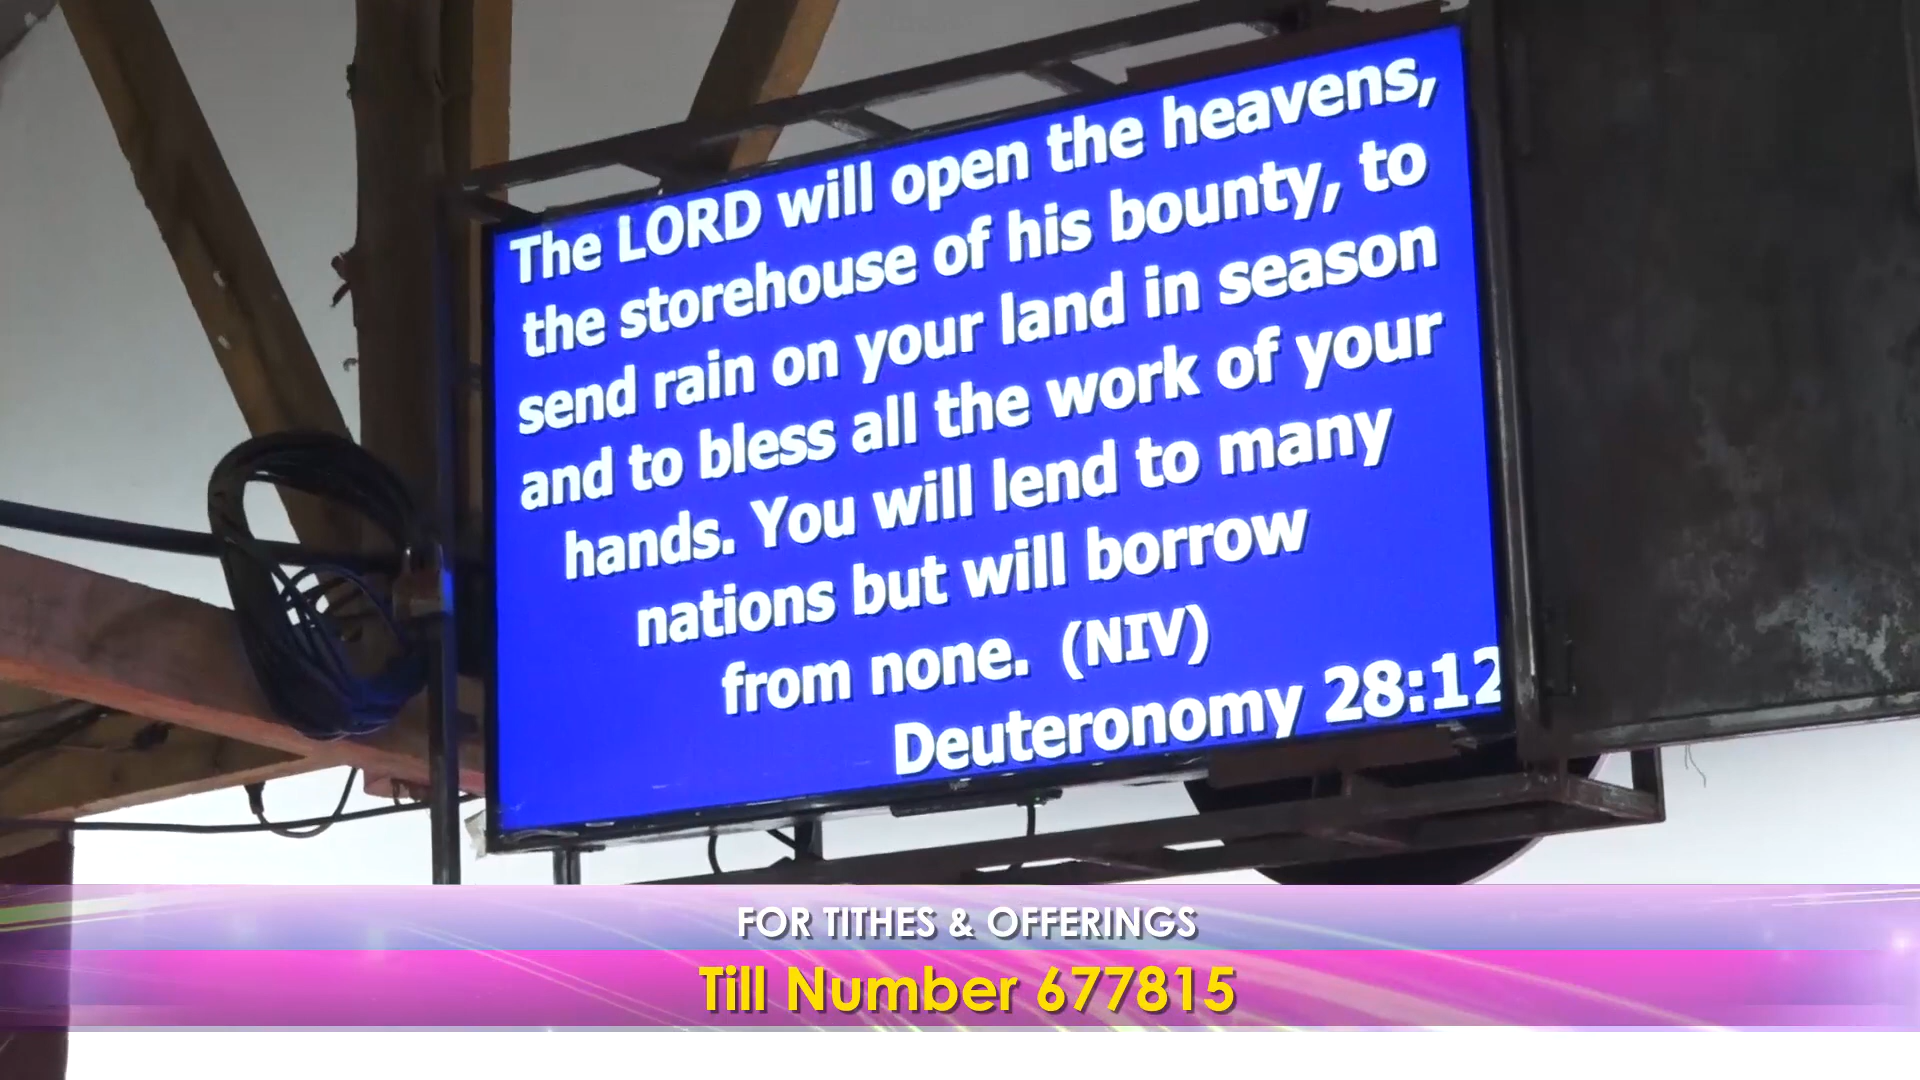 The LORD will open the heavens,
the storehouse of his bounty, to
send rain on your land in season
and to bless all the work of your
hands. You will lend to many
nations but will borrow
from none. (NIV)
Deuteronomy 28:12
FOR TITHES & OFFERINGS
Till Number 677815